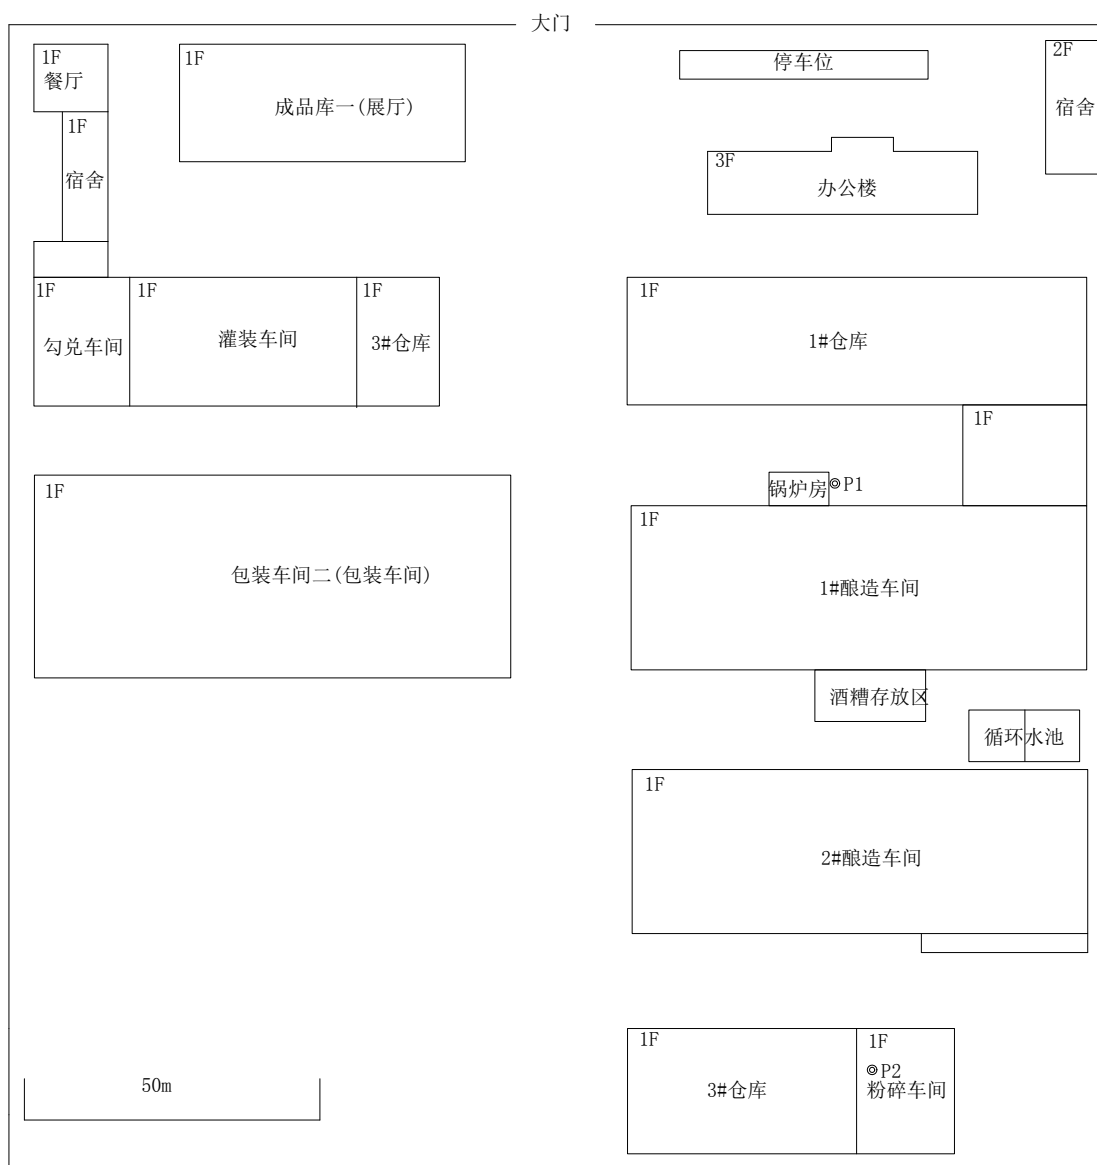 大门
1F
餐厅
1F
宿舍
1F
成品库一(展厅)
停车位
3F
办公楼
2F
宿舍
1F
勾兑车间
1F
灌装车间
1F
3#仓库
1F
1#仓库
1F
1F
包装车间二(包装车间)
锅炉房
P1
1F
1#酿造车间
酒糟存放区
循环水池
1F
2#酿造车间
1F
3#仓库
1F
P2
粉碎车间
50m